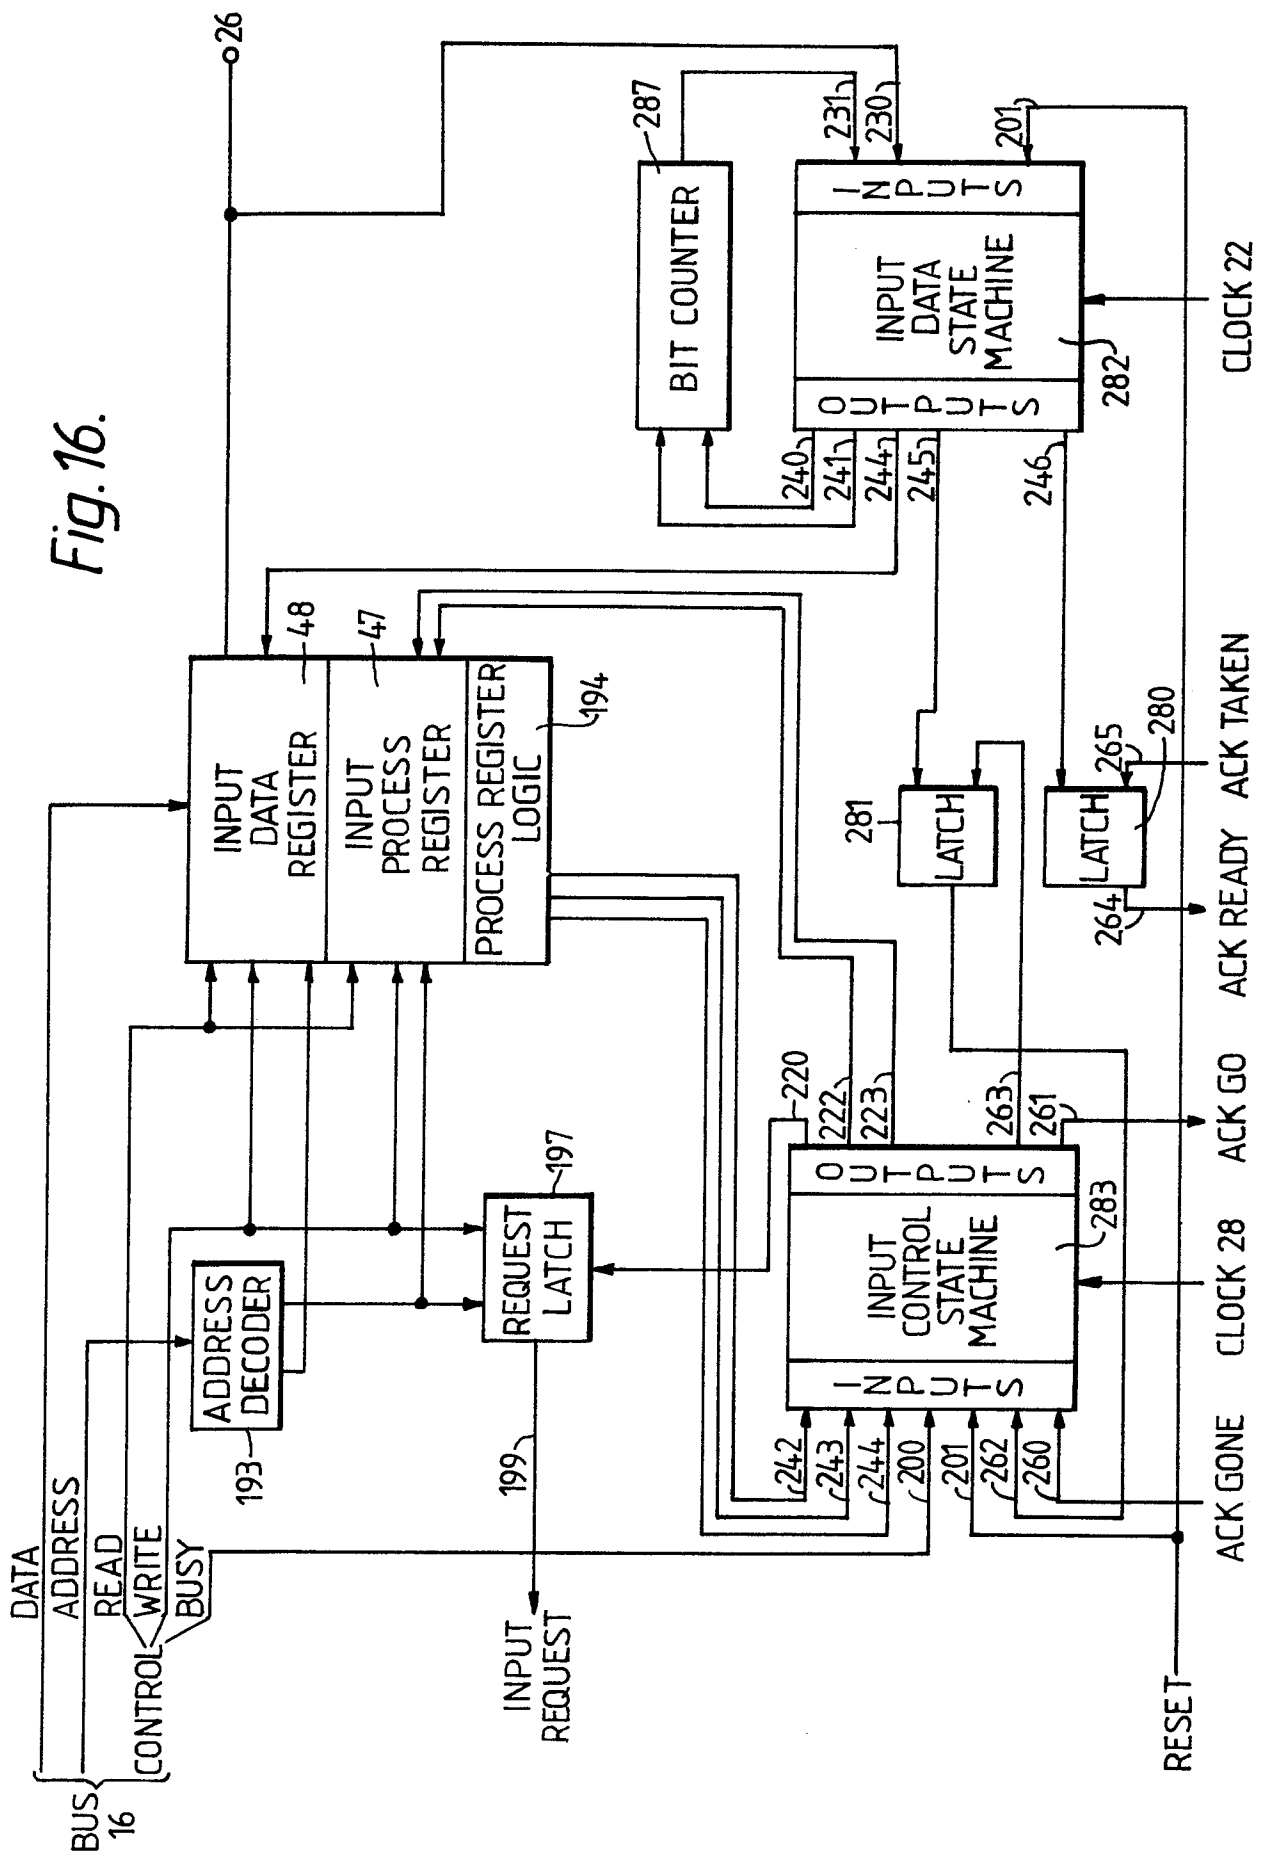 Fig. 16.
DATA
ADDRESS
READ
WRITE
BUSY
CONTROL
BUS
16
193
ADDRESS
DECODER
INPUT
DATA
REGISTER
48
INPUT
PROCESS
REGISTER
47
PROCESS REGISTER
LOGIC
194
26
287
BIT COUNTER
199
INPUT
REQUEST
REQUEST
LATCH
197
220
222
223
263
261
242
243
244
200
201
262
260
INPUTS
INPUT
CONTROL
STATE
MACHINE
OUTPUTS
283
281
LATCH
LATCH
280
264
265
240
241
244
245
246
OUTPUTS
INPUT
DATA
STATE
MACHINE
INPUTS
282
231
230
201
RESET
ACK GONE
CLOCK 28
ACK GO
ACK READY
ACK TAKEN
CLOCK 22